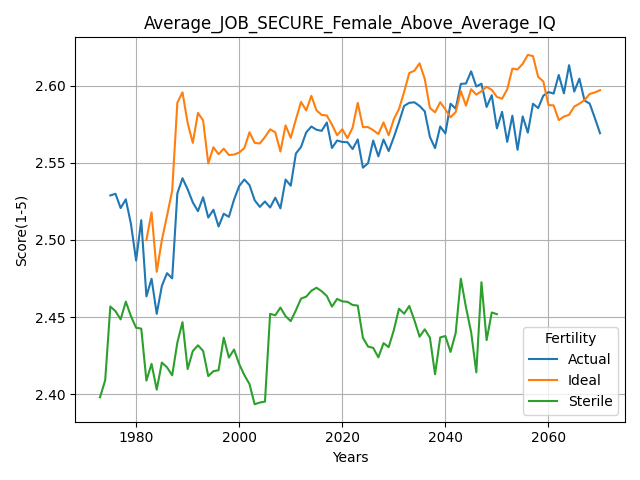 Average_JOB_SECURE_Female_Above_Average_IQ
Score(1-5)
2.60
2.55
2.50
2.45
2.40
1980 2000 2020 2040 2060
Years
Fertility
Actual
Ideal
Sterile